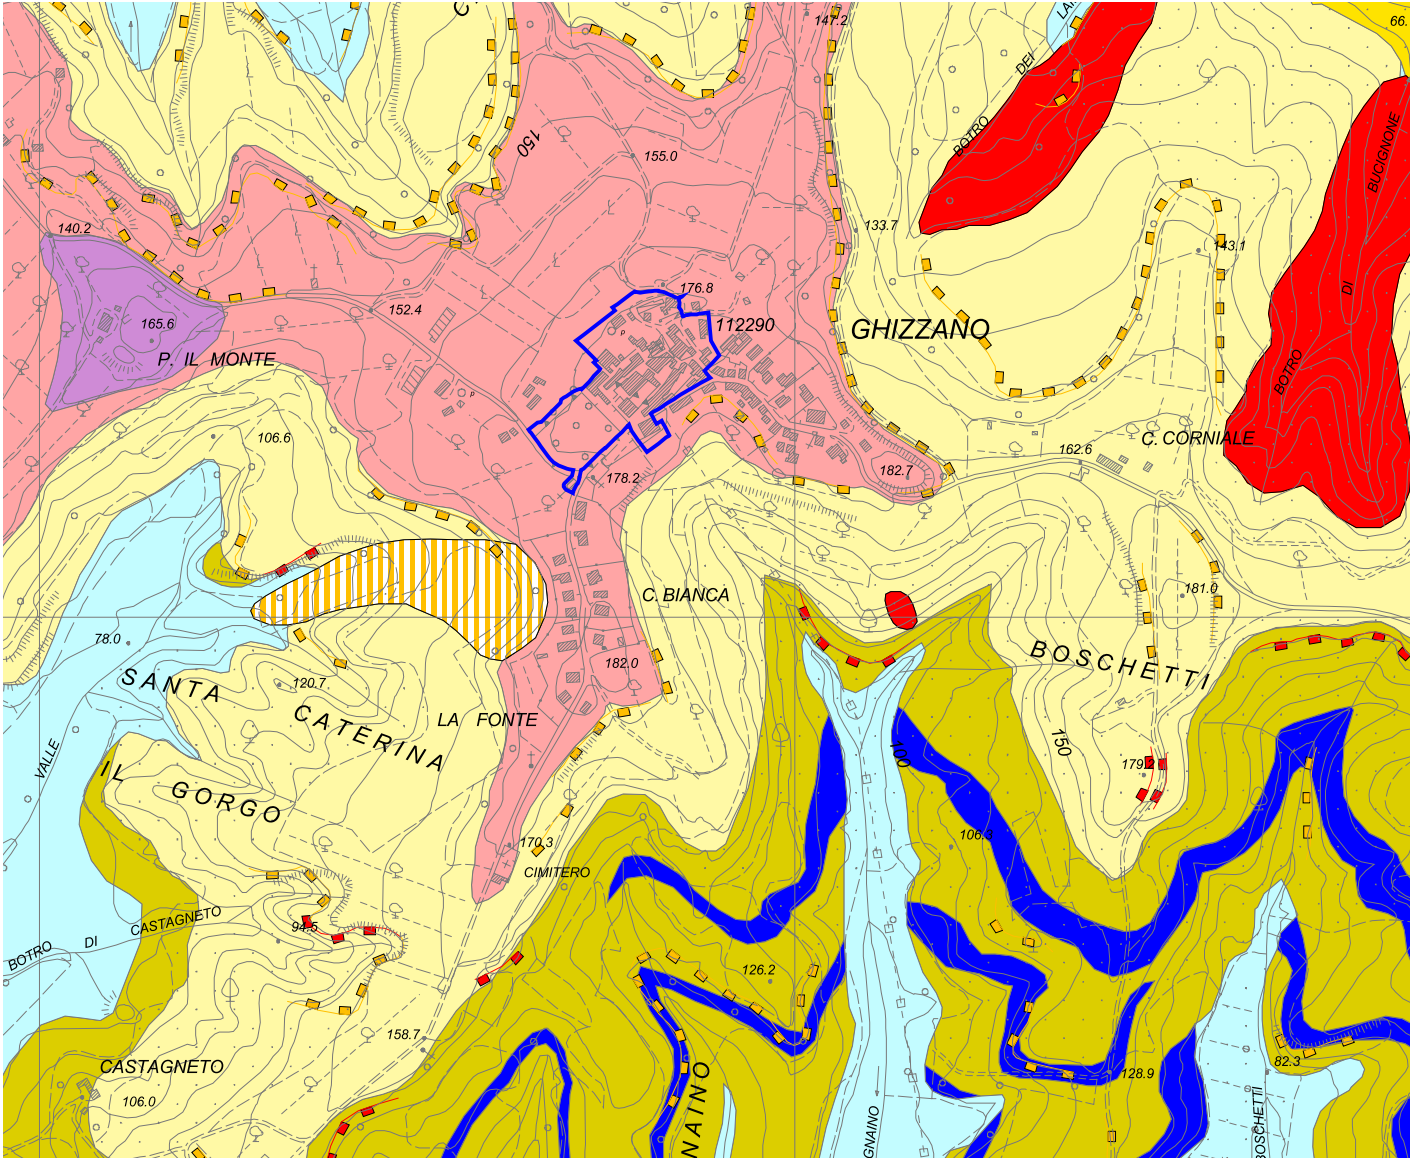 147.2
66.
DEI
BOTRO
150
155.0
BUCIGNONE
DI
BOTRO
140.2
133.7
143.1
176.8
165.6
152.4
112290
GHIZZANO
P. IL MONTE
P
P
106.6
C. CORNIALE
162.6
182.7
178.2
C. BIANCA
181.0
78.0
182.0
BOSCHETTI
SANTA
120.7
CATERINA
LA FONTE
150
100
VALLE
179.2
IL
GORGO
106.3
170.3
CIMITERO
CASTAGNETO
DI
BOTRO
94.5
126.2
158.7
CASTAGNETO
106.0
82.3
128.9
NAINO
GNAINO
BOSCHETTI